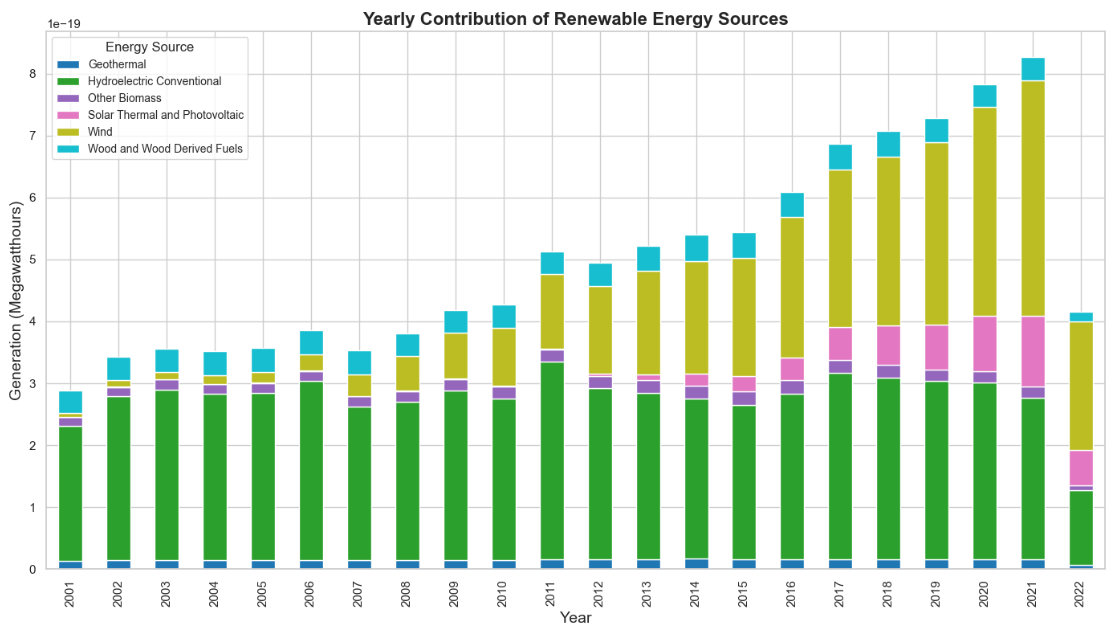 Yearly Contribution of Renewable Energy Sources
1e−19
Energy Source
Geothermal
Hydroelectric Conventional
Other Biomass
Solar Thermal and Photovoltaic
Wind
Wood and Wood Derived Fuels
Generation (Megawatthours)
8
7
6
5
4
3
2
1
0
2001 2002 2003 2004 2005 2006 2007 2008 2009 2010 2011 2012 2013 2014 2015 2016 2017 2018 2019 2020 2021 2022
Year